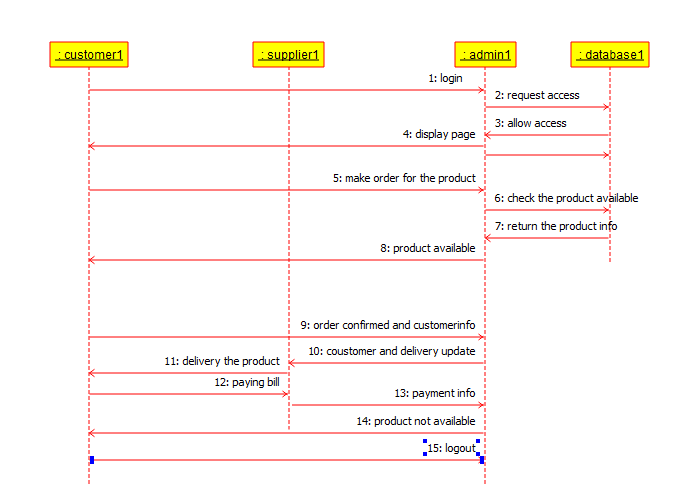 : customer1
: supplier1
: admin1
: database1
1: login
2: request access
3: allow access
4: display page
5: make order for the product
6: check the product available
7: return the product info
8: product available
9: order confirmed and customerinfo
10: coustomer and delivery update
11: delivery the product
12: paying bill
13: payment info
14: product not available
15: logout